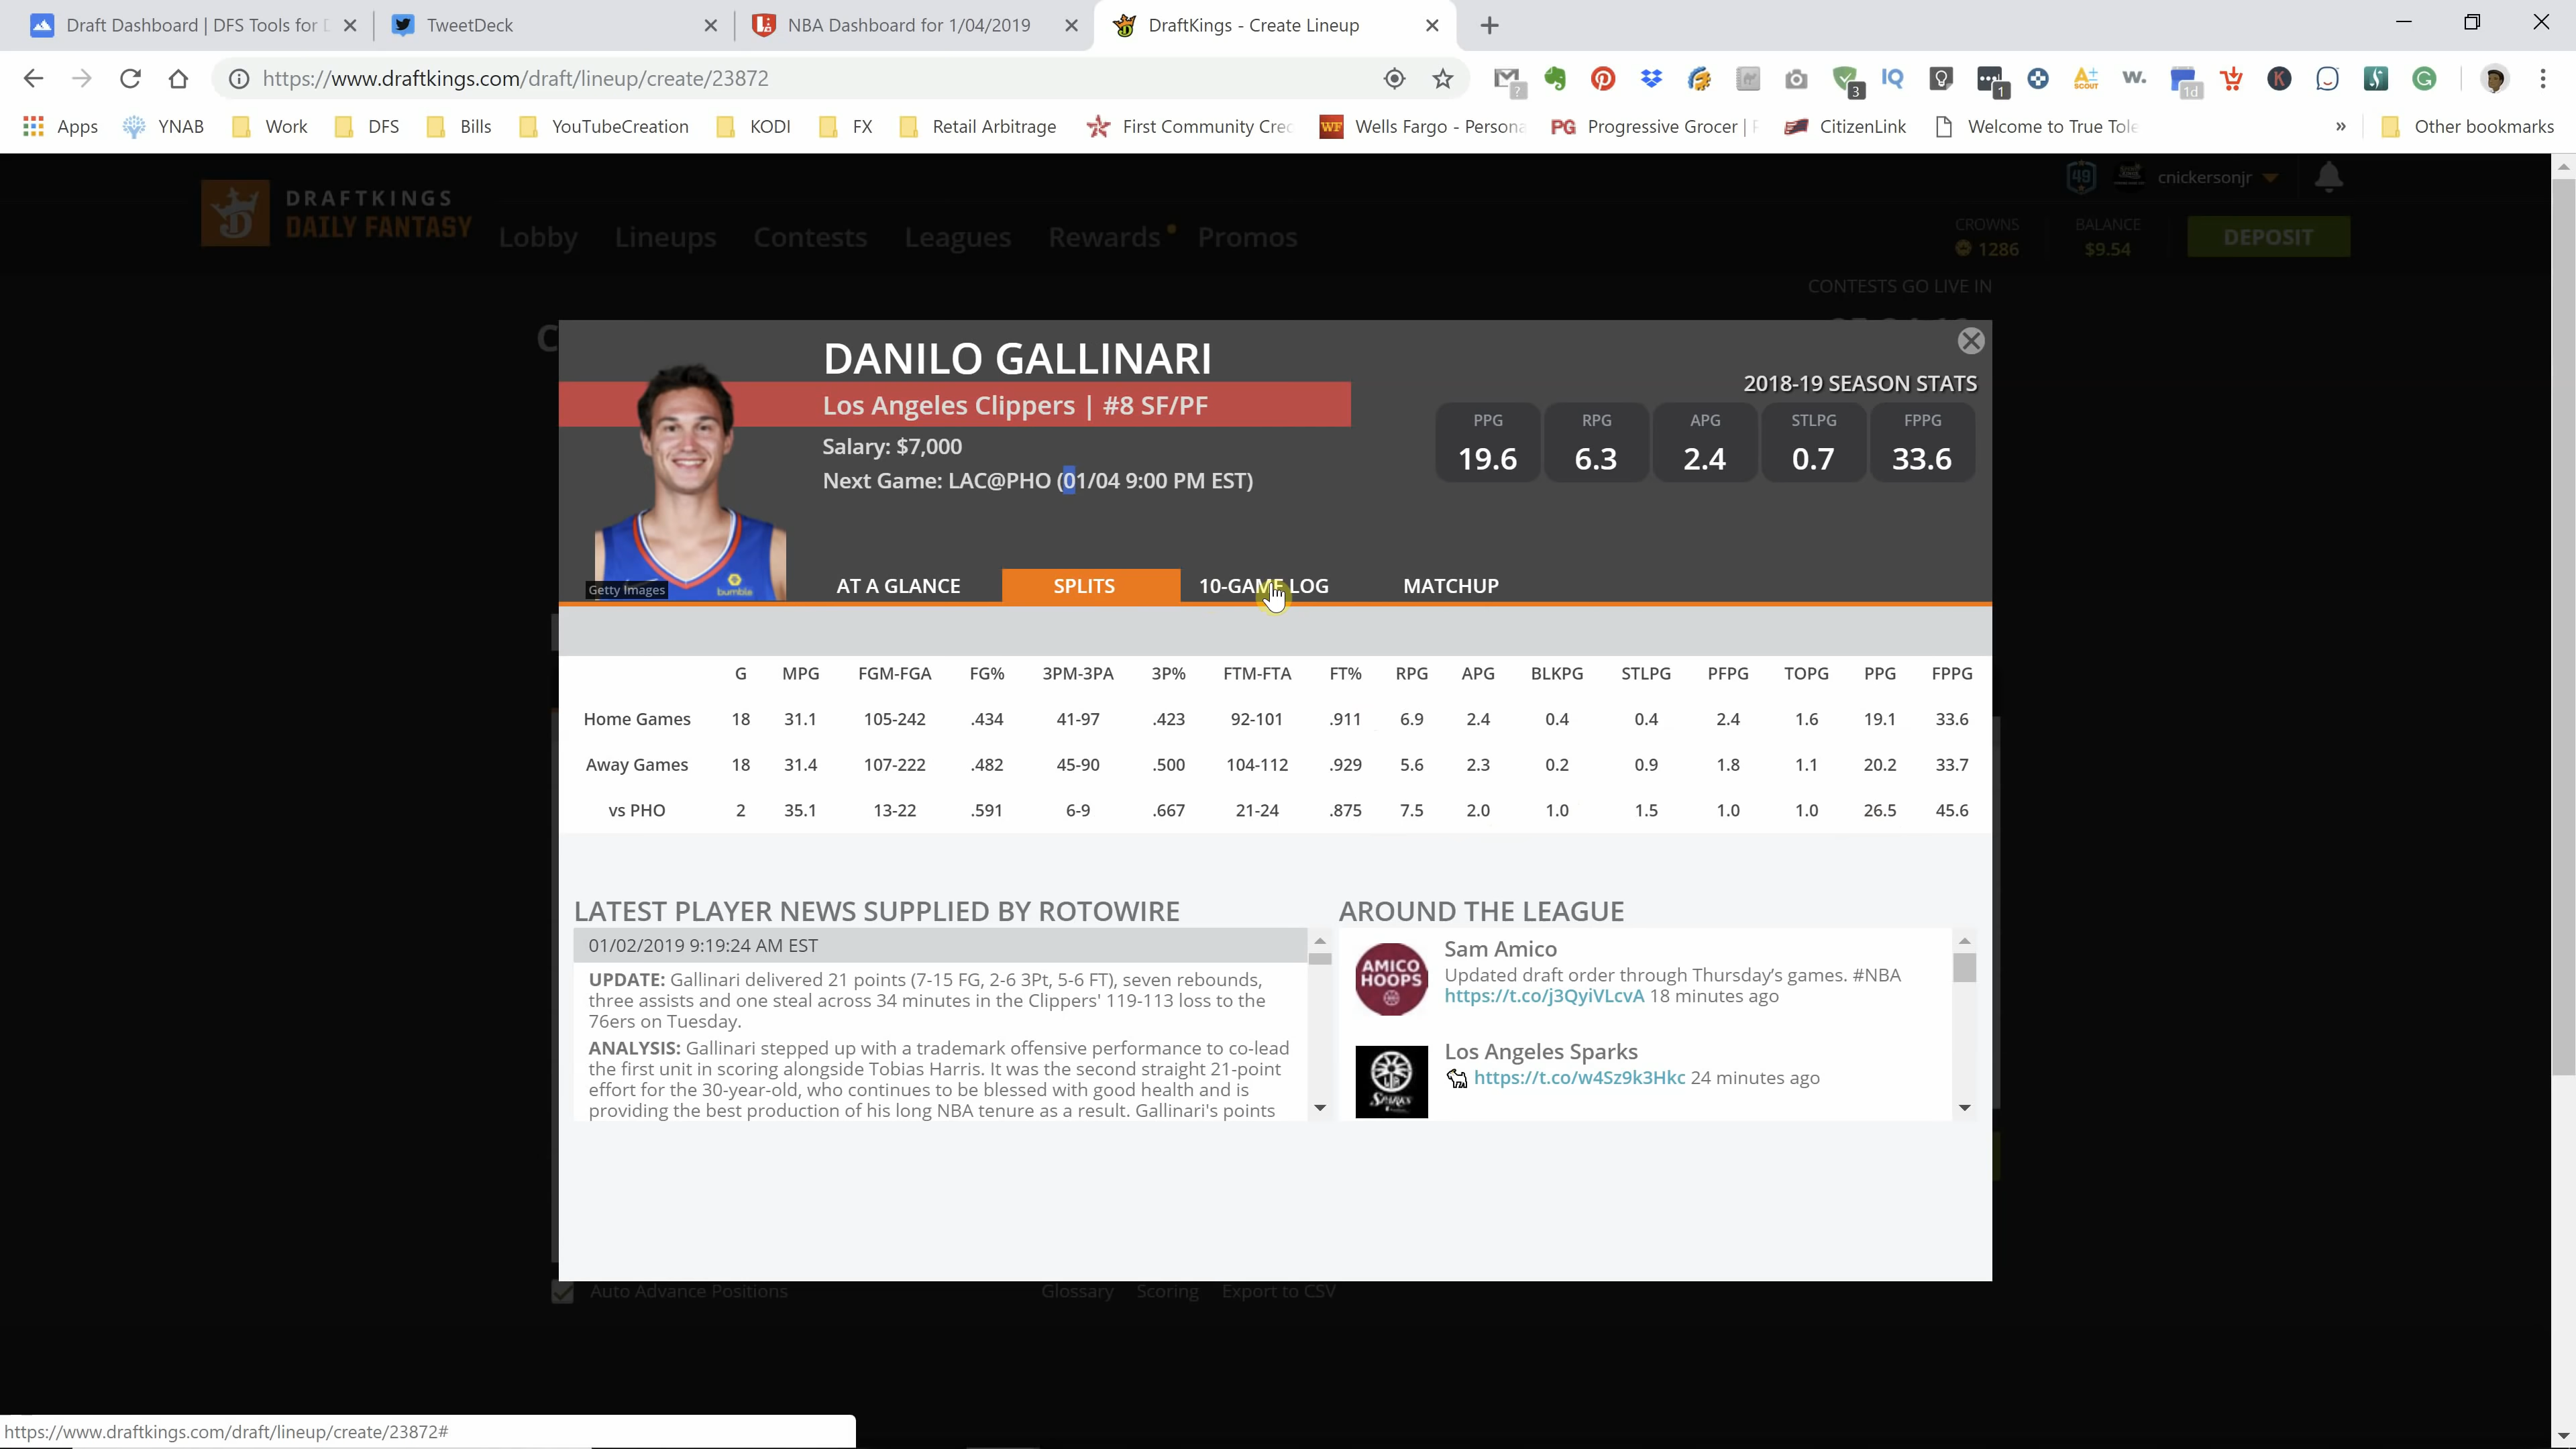 Draft Dashboard | DFS Tools for D
TweetDeck
NBA Dashboard for 1/04/2019
DraftKings - Create Lineup
https://www.draftkings.com/draft/lineup/create/23872
? 3 IQ 1 A± SCOUT w. 1d K G
Apps YNAB Work DFS Bills YouTubeCreation KODI FX Retail Arbitrage First Community Cre WF Wells Fargo - Persona PG Progressive Grocer | CitizenLink Welcome to True Tole » Other bookmarks
49 cnickersonjr
DRAFTKINGS
DAILY FANTASY
Lobby Lineups Contests Leagues Rewards Promos
CROWNS
1286
BALANCE
$9.54
DEPOSIT
CONTESTS GO LIVE IN
C
DANILO GALLINARI
Los Angeles Clippers | #8 SF/PF
Salary: $7,000
Next Game: LAC@PHO (01/04 9:00 PM EST)
2018-19 SEASON STATS
PPG RPG APG STLPG FPPG
19.6 6.3 2.4 0.7 33.6
Getty Images
bumble
AT A GLANCE SPLITS 10-GAME LOG MATCHUP
G MPG FGM-FGA FG% 3PM-3PA 3P% FTM-FTA FT% RPG APG BLKPG STLPG PFPG TOPG PPG FPPG
Home Games 18 31.1 105-242 .434 41-97 .423 92-101 .911 6.9 2.4 0.4 0.4 2.4 1.6 19.1 33.6
Away Games 18 31.4 107-222 .482 45-90 .500 104-112 .929 5.6 2.3 0.2 0.9 1.8 1.1 20.2 33.7
vs PHO 2 35.1 13-22 .591 6-9 .667 21-24 .875 7.5 2.0 1.0 1.5 1.0 1.0 26.5 45.6
LATEST PLAYER NEWS SUPPLIED BY ROTOWIRE
01/02/2019 9:19:24 AM EST
UPDATE: Gallinari delivered 21 points (7-15 FG, 2-6 3Pt, 5-6 FT), seven rebounds,
three assists and one steal across 34 minutes in the Clippers' 119-113 loss to the
76ers on Tuesday.
ANALYSIS: Gallinari stepped up with a trademark offensive performance to co-lead
the first unit in scoring alongside Tobias Harris. It was the second straight 21-point
effort for the 30-year-old, who continues to be blessed with good health and is
providing the best production of his long NBA tenure as a result. Gallinari's points
AROUND THE LEAGUE
AMICO
HOOPS
Sam Amico
Updated draft order through Thursday's games. #NBA
https://t.co/j3QyiVLcvA 18 minutes ago
SPARKS
Los Angeles Sparks
https://t.co/w4Sz9k3Hkc 24 minutes ago
Auto Advance Positions
Glossary Scoring Export to CSV
https://www.draftkings.com/draft/lineup/create/23872#